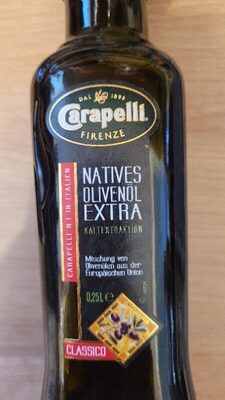 DAL 1893
Carapelli
FIRENZE
NATIVES
OLIVENÖL
EXTRA
KALTEXTRAKTION
Mischung von
Olivenölen aus der
Europäischen Union
0,25L e
CARAPELLI N.1 IN ITALIEN
CLASSICO